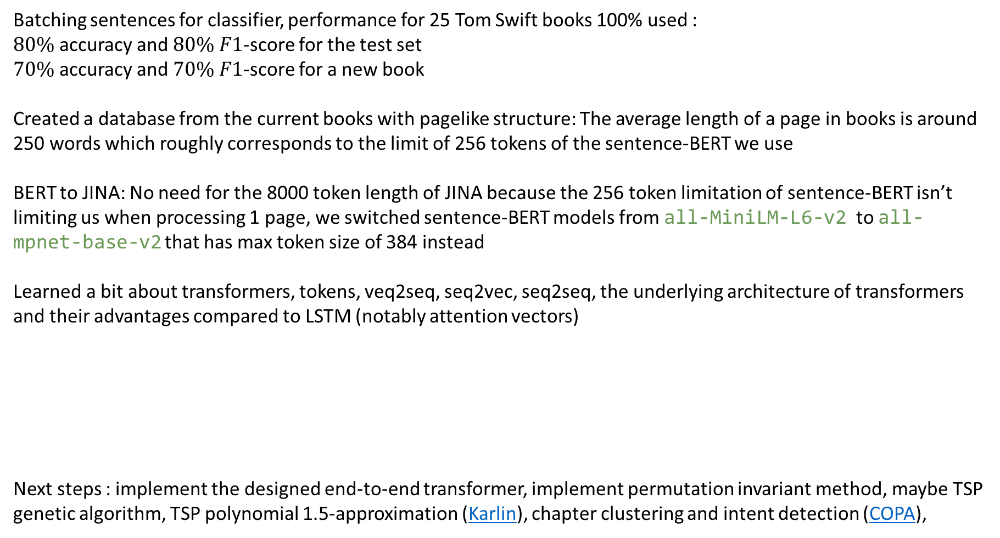 Batching sentences for classifier, performance for 25 Tom Swift books 100% used :
80% accuracy and 80% F1-score for the test set
70% accuracy and 70% F1-score for a new book
Created a database from the current books with pagelike structure: The average length of a page in books is around
250 words which roughly corresponds to the limit of 256 tokens of the sentence-BERT we use
BERT to JINA: No need for the 8000 token length of JINA because the 256 token limitation of sentence-BERT isn’t
limiting us when processing 1 page, we switched sentence-BERT models from all-MiniLM-L6-v2 to all-
mpnet-base-v2 that has max token size of 384 instead
Learned a bit about transformers, tokens, veq2seq, seq2vec, seq2seq, the underlying architecture of transformers
and their advantages compared to LSTM (notably attention vectors)
Next steps : implement the designed end-to-end transformer, implement permutation invariant method, maybe TSP
genetic algorithm, TSP polynomial 1.5-approximation (Karlin), chapter clustering and intent detection (COPA),